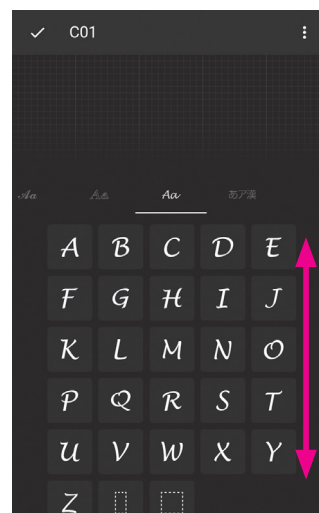 C01
Aa Aa Aa あア漢
A B C D E
F G H I J
K L M N O
P Q R S T
U V W X Y
Z